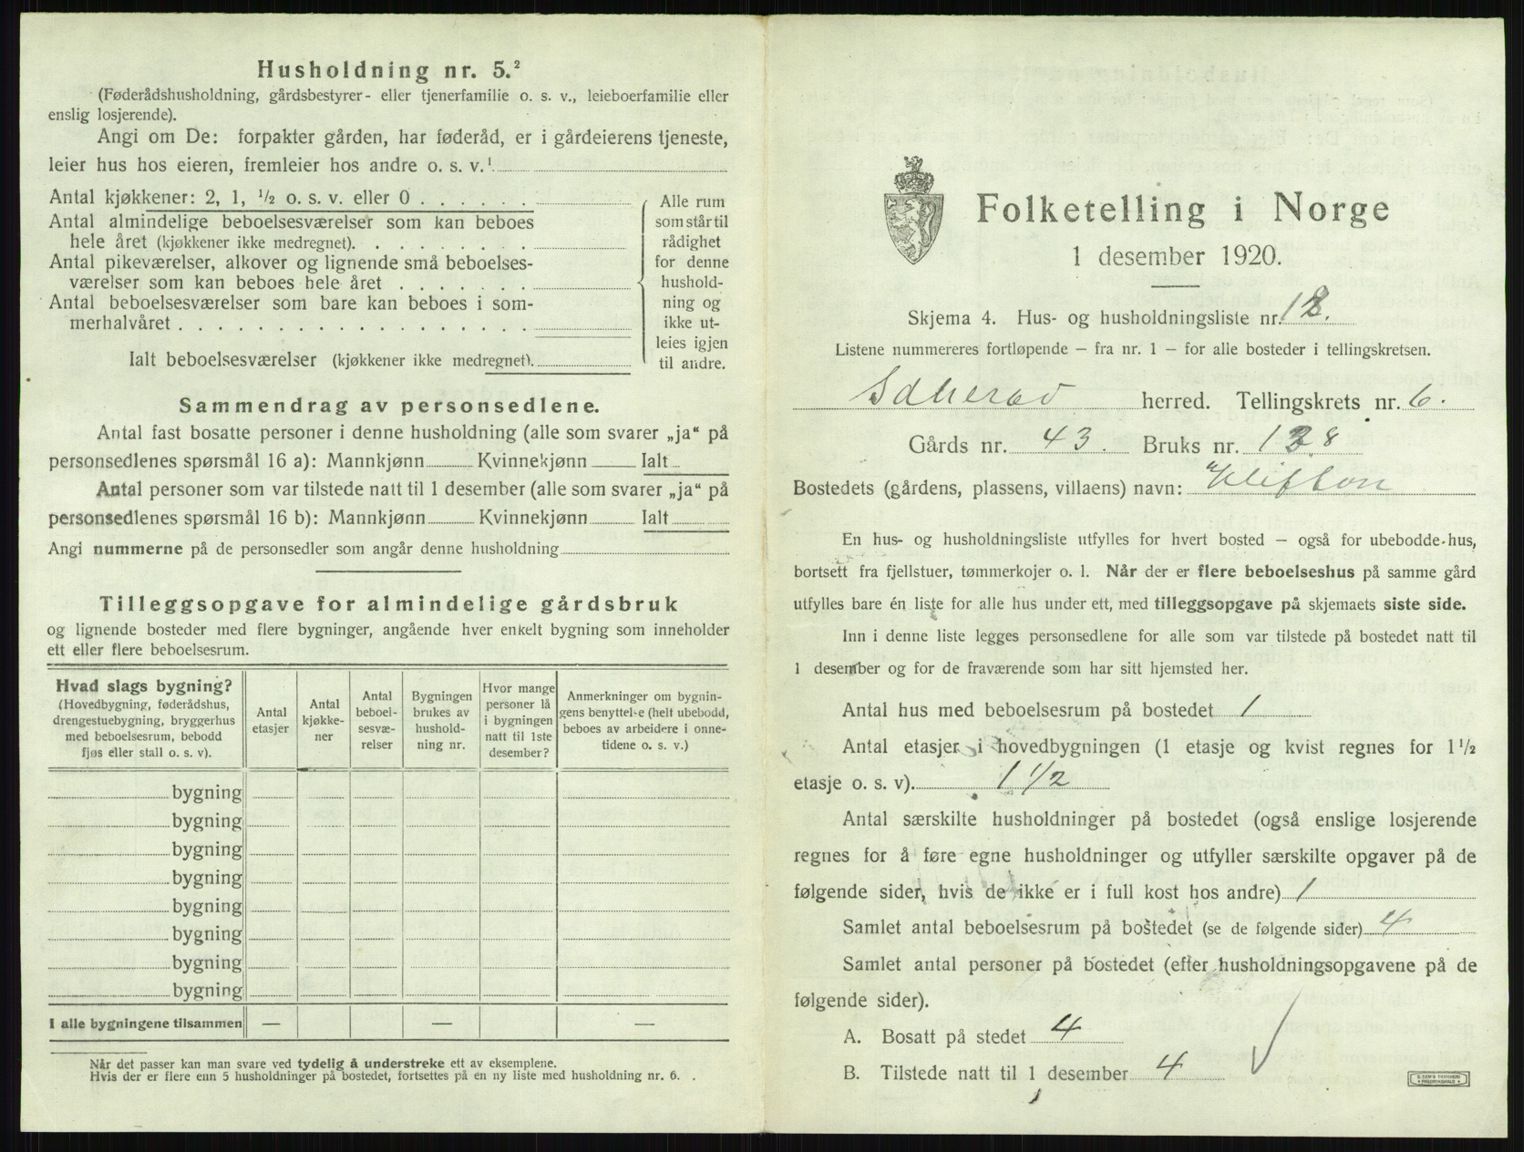 Husholdning nr. 5.²
(Føderådshusholdning, gårdsbestyrer- eller tjenerfamilie o. s. v., leieboerfamilie eller
enslig losjerende).
Angi om De: forpakter gården, har føderåd, er i gårdeierens tjeneste,
leier hus hos eieren, fremleier hos andre o. s. v.¹
Antal kjøkkener: 2, 1, ½ o. s. v. eller 0 . . . . . .
Antal almindelige beboelsesværelser som kan beboes
hele året (kjøkkener ikke medregnet). . . . . . . .
Antal pikeværelser, alkover og lignende små beboelses-
værelser som kan beboes hele året . . . . . . .
Antal beboelsesværelser som bare kan beboes i som-
merhalvåret . . . . . . . . . . . . . . . . . .
Ialt beboelsesværelser (kjøkkener ikke medregnet).
Alle rum
som står til
rådighet
for denne
hushold-
ning og
ikke ut-
leies igjen
til andre.
Sammendrag av personsedlene.
Antal fast bosatte personer i denne husholdning (alle som svarer „ja“ på
personsedlenes spørsmål 16 a): Mannkjønn Kvinnekjønn Ialt
Antal personer som var tilstede natt til 1 desember (alle som svarer „ja“ på
personsedlenes spørsmål 16 b): Mannkjønn Kvinnekjønn Ialt
Angi nummerne på de personsedler som angår denne husholdning
Tilleggsopgave for almindelige gårdsbruk
og lignende bosteder med flere bygninger, angående hver enkelt bygning som inneholder
ett eller flere beboelsesrum.
Hvad slags bygning?
(Hovedbygning, føderådshus,
drengestuebygning, bryggerhus
med beboelsesrum, bebodd
fjøs eller stall o. s. v).
Antal
etasjer
Antal
kjøkke-
ner
Antal
beboel-
sesvæ-
relser
Bygningen
brukes av
hushold-
ning nr.
Hvor mange
personer lå
i bygningen
natt til 1ste
desember?
Anmerkninger om bygnin-
gens benyttelse (helt ubebodd,
beboes av arbeidere i onne-
tidene o. s. v.)
bygning
bygning
bygning
bygning
bygning
bygning
bygning
bygning
I alle bygningene tilsammen — — —
¹ Når det passer kan man svare ved tydelig å understreke ett av eksemplene.
² Hvis der er flere enn 5 husholdninger på bostedet, fortsettes på en ny liste med husholdning nr. 6.
Folketelling i Norge
1 desember 1920.
Skjema 4. Hus- og husholdningsliste nr. 12.
Listene nummereres fortløpende — fra nr. 1 — for alle bosteder i tellingskretsen.
Idherad herred. Tellingskrets nr. 6.
Gårds nr. 43. Bruks nr. 128
Bostedets (gårdens, plassens, villaens) navn: Klifton
En hus- og husholdningsliste utfylles for hvert bosted — også for ubebodde hus,
bortsett fra fjellstuer, tømmerkojer o. l. Når der er flere beboelseshus på samme gård
utfylles bare én liste for alle hus under ett, med tilleggsopgave på skjemaets siste side.
Inn i denne liste legges personsedlene for alle som var tilstede på bostedet natt til
1 desember og for de fraværende som har sitt hjemsted her.
Antal hus med beboelsesrum på bostedet 1
Antal etasjer i hovedbygningen (1 etasje og kvist regnes for 1 ½
etasje o. s. v). 1 1/2
Antal særskilte husholdninger på bostedet (også enslige losjerende
regnes for å føre egne husholdninger og utfyller særskilte opgaver på de
følgende sider, hvis de ikke er i full kost hos andre) 1
Samlet antal beboelsesrum på bostedet (se de følgende sider) 4
Samlet antal personer på bostedet (efter husholdningsopgavene på de
følgende sider).
A. Bosatt på stedet 4
B. Tilstede natt til 1 desember 4